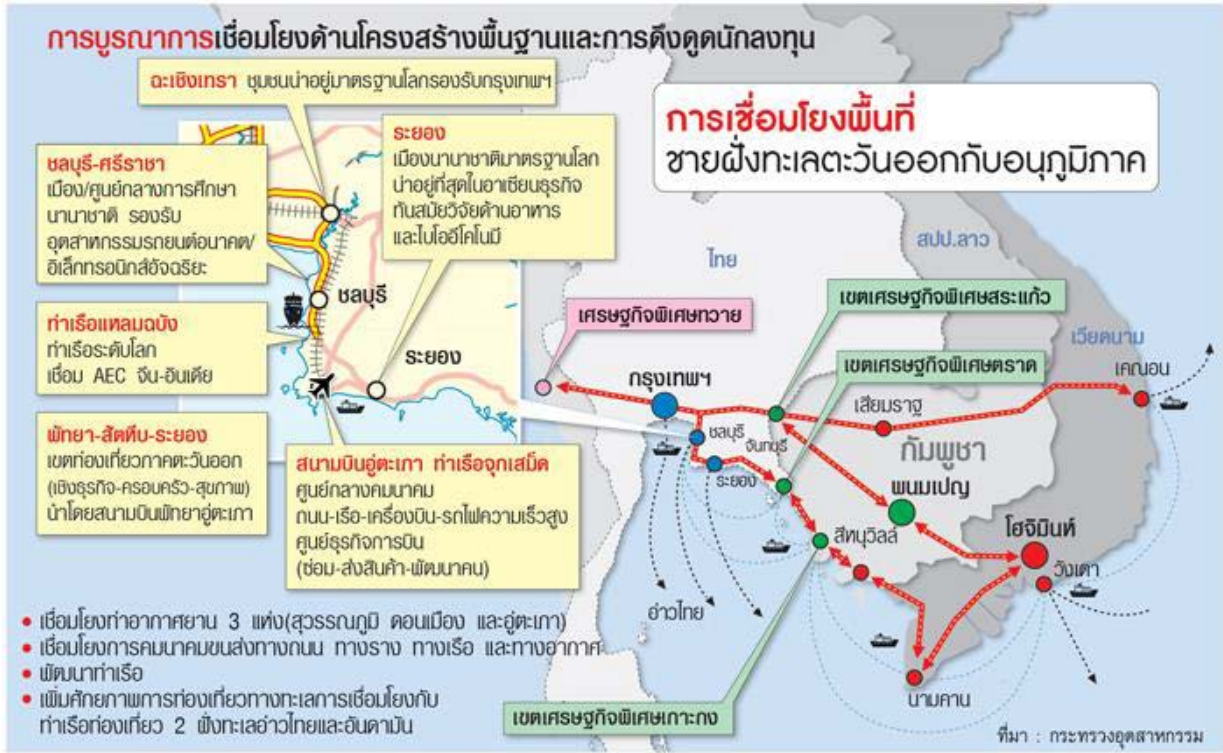 การบูรณาการเชื่อมโยงด้านโครงสร้างพื้นฐานและการดึงดูดนักลงทุน
ฉะเชิงเทรา ชุมชนน่าอยู่มาตรฐานโลกรองรับกรุงเทพฯ
การเชื่อมโยงพื้นที่
ชายฝั่งทะเลตะวันออกกับอนุภูมิภาค
ชลบุรี-ศรีราชา
เมือง/ศูนย์กลางการศึกษา
นานาชาติ รองรับ
อุตสาหกรรมรถยนต์อนาคต/
อิเล็กทรอนิกส์อัจฉริยะ
ระยอง
เมืองนานาชาติมาตรฐานโลก
น่าอยู่ที่สุดในอาเซียนธุรกิจ
ทันสมัยวิจัยด้านอาหาร
และไบโออีโคโนมี
ท่าเรือแหลมฉบัง
ท่าเรือระดับโลก
เชื่อม AEC จีน-อินเดีย
พัทยา-สัตหีบ-ระยอง
เขตท่องเที่ยวภาคตะวันออก
(เชิงธุรกิจ-ครอบครัว-สุขภาพ)
นำโดยสนามบินพัทยาอู่ตะเภา
สนามบินอู่ตะเภา ท่าเรือจุกเสม็ด
ศูนย์กลางคมนาคม
ถนน-เรือ-เครื่องบิน-รถไฟความเร็วสูง
ศูนย์ธุรกิจการบิน
(ซ่อม-ส่งสินค้า-พัฒนาคน)
ชลบุรี
ระยอง
ไทย
สปป.ลาว
เวียดนาม
กัมพูชา
เศรษฐกิจพิเศษทวาย
เขตเศรษฐกิจพิเศษสระแก้ว
เขตเศรษฐกิจพิเศษตราด
กรุงเทพฯ
ชลบุรี
จันทบุรี
ระยอง
เสียมราฐ
เคณอน
พนมเปญ
สีหนุวิลล์
โฮจิมินห์
วังเตา
อ่าวไทย
นามคาน
เขตเศรษฐกิจพิเศษเกาะกง
• เชื่อมโยงท่าอากาศยาน 3 แห่ง(สุวรรณภูมิ ดอนเมือง และอู่ตะเภา)
• เชื่อมโยงการคมนาคมขนส่งทางถนน ทางราง ทางเรือ และทางอากาศ
• พัฒนาท่าเรือ
• เพิ่มศักยภาพการท่องเที่ยวทางทะเลการเชื่อมโยงกับ
ท่าเรือท่องเที่ยว 2 ฝั่งทะเลอ่าวไทยและอันดามัน
ที่มา : กระทรวงอุตสาหกรรม